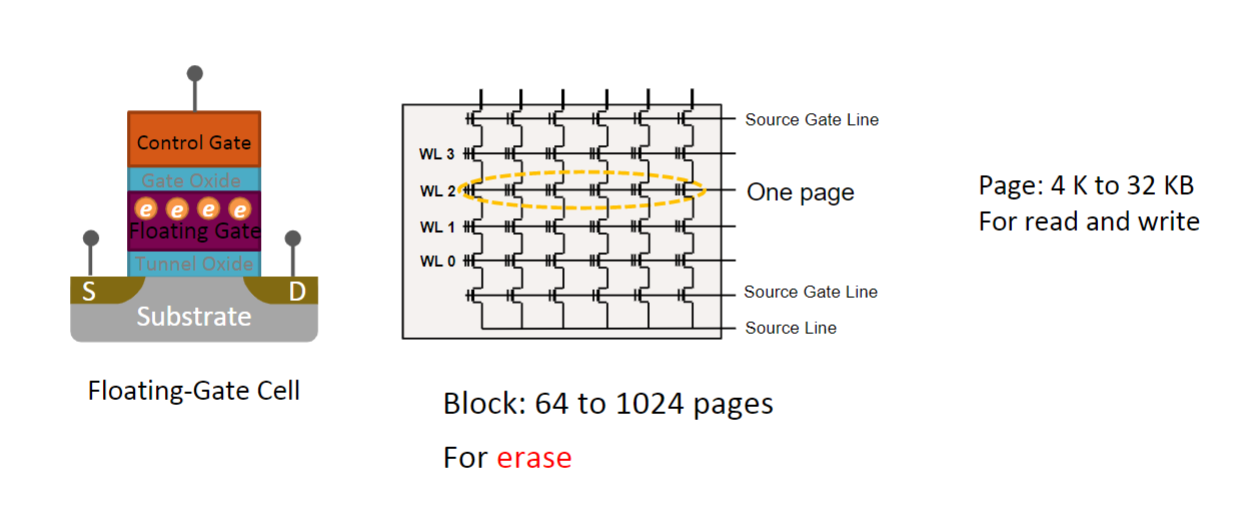 Control Gate
Gate Oxide
e e e e
Floating Gate
Tunnel Oxide
S
D
Substrate
Floating-Gate Cell
Source Gate Line
WL 3
WL 2
One page
WL 1
WL 0
Source Gate Line
Source Line
Block: 64 to 1024 pages
For erase
Page: 4 K to 32 KB
For read and write